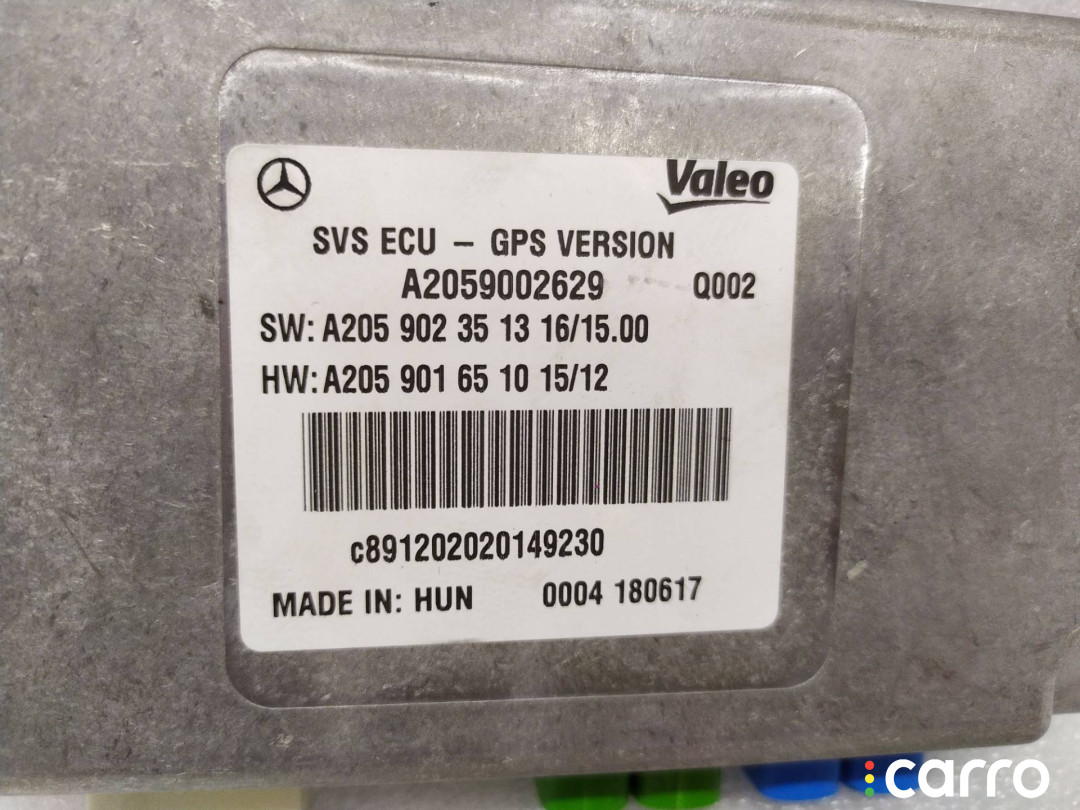 Valeo
SVS ECU – GPS VERSION
A2059002629 Q002
SW: A205 902 35 13 16/15.00
HW: A205 901 65 10 15/12
c891202020149230
MADE IN: HUN 0004 180617
carro